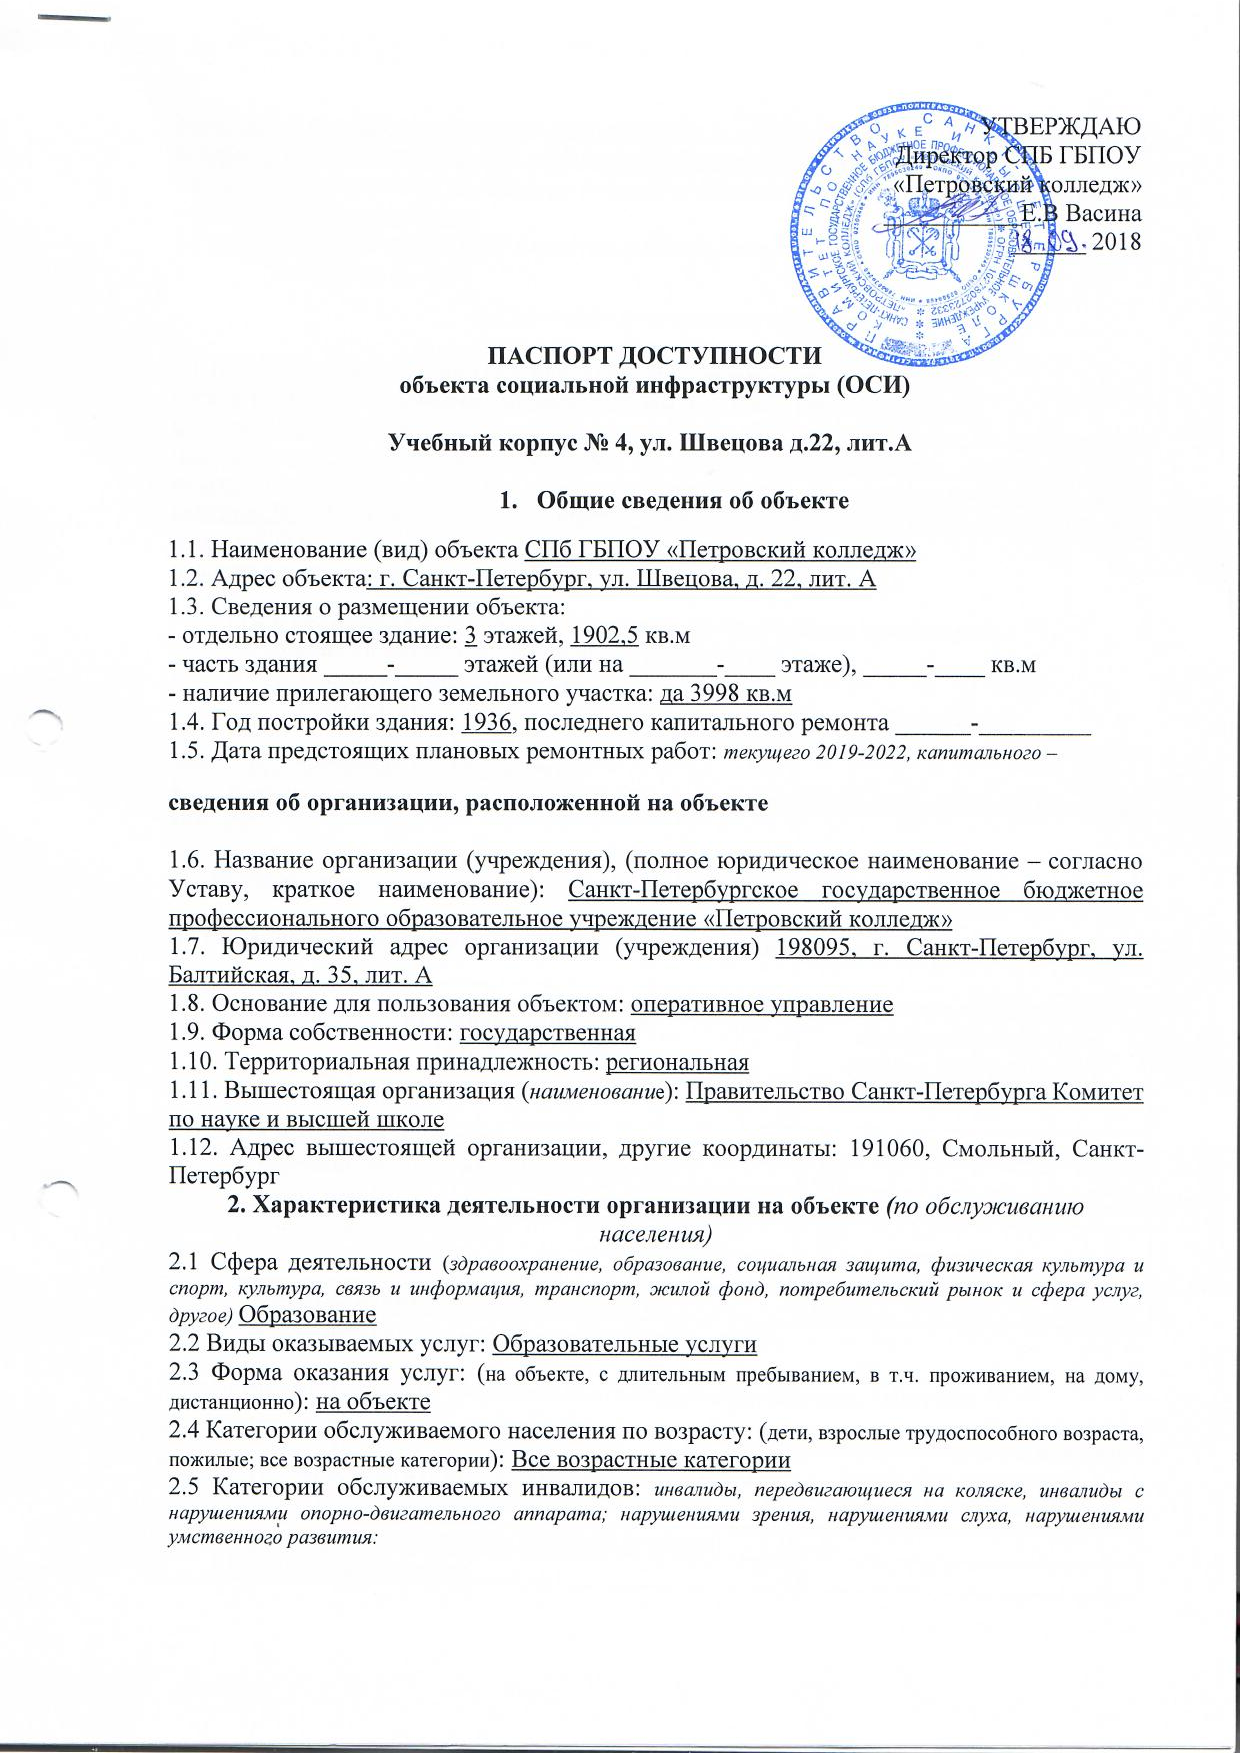 УТВЕРЖДАЮ
Директор СПБ ГБПОУ
«Петровский колледж»
Е.В Васина
18.09. 2018
ПАСПОРТ ДОСТУПНОСТИ
объекта социальной инфраструктуры (ОСИ)
Учебный корпус № 4, ул. Швецова д.22, лит.А
1. Общие сведения об объекте
1.1. Наименование (вид) объекта СПб ГБПОУ «Петровский колледж»
1.2. Адрес объекта: г. Санкт-Петербург, ул. Швецова, д. 22, лит. А
1.3. Сведения о размещении объекта:
- отдельно стоящее здание: 3 этажей, 1902,5 кв.м
- часть здания _____-_____ этажей (или на _______-____ этаже), _____-____ кв.м
- наличие прилегающего земельного участка: да 3998 кв.м
1.4. Год постройки здания: 1936, последнего капитального ремонта ______-_________
1.5. Дата предстоящих плановых ремонтных работ: текущего 2019-2022, капитального –
сведения об организации, расположенной на объекте
1.6. Название организации (учреждения), (полное юридическое наименование – согласно
Уставу, краткое наименование): Санкт-Петербургское государственное бюджетное
профессионального образовательное учреждение «Петровский колледж»
1.7. Юридический адрес организации (учреждения) 198095, г. Санкт-Петербург, ул.
Балтийская, д. 35, лит. А
1.8. Основание для пользования объектом: оперативное управление
1.9. Форма собственности: государственная
1.10. Территориальная принадлежность: региональная
1.11. Вышестоящая организация (наименование): Правительство Санкт-Петербурга Комитет
по науке и высшей школе
1.12. Адрес вышестоящей организации, другие координаты: 191060, Смольный, Санкт-
Петербург
2. Характеристика деятельности организации на объекте (по обслуживанию
населения)
2.1 Сфера деятельности (здравоохранение, образование, социальная защита, физическая культура и
спорт, культура, связь и информация, транспорт, жилой фонд, потребительский рынок и сфера услуг,
другое) Образование
2.2 Виды оказываемых услуг: Образовательные услуги
2.3 Форма оказания услуг: (на объекте, с длительным пребыванием, в т.ч. проживанием, на дому,
дистанционно): на объекте
2.4 Категории обслуживаемого населения по возрасту: (дети, взрослые трудоспособного возраста,
пожилые; все возрастные категории): Все возрастные категории
2.5 Категории обслуживаемых инвалидов: инвалиды, передвигающиеся на коляске, инвалиды с
нарушениями опорно-двигательного аппарата; нарушениями зрения, нарушениями слуха, нарушениями
умственного развития: